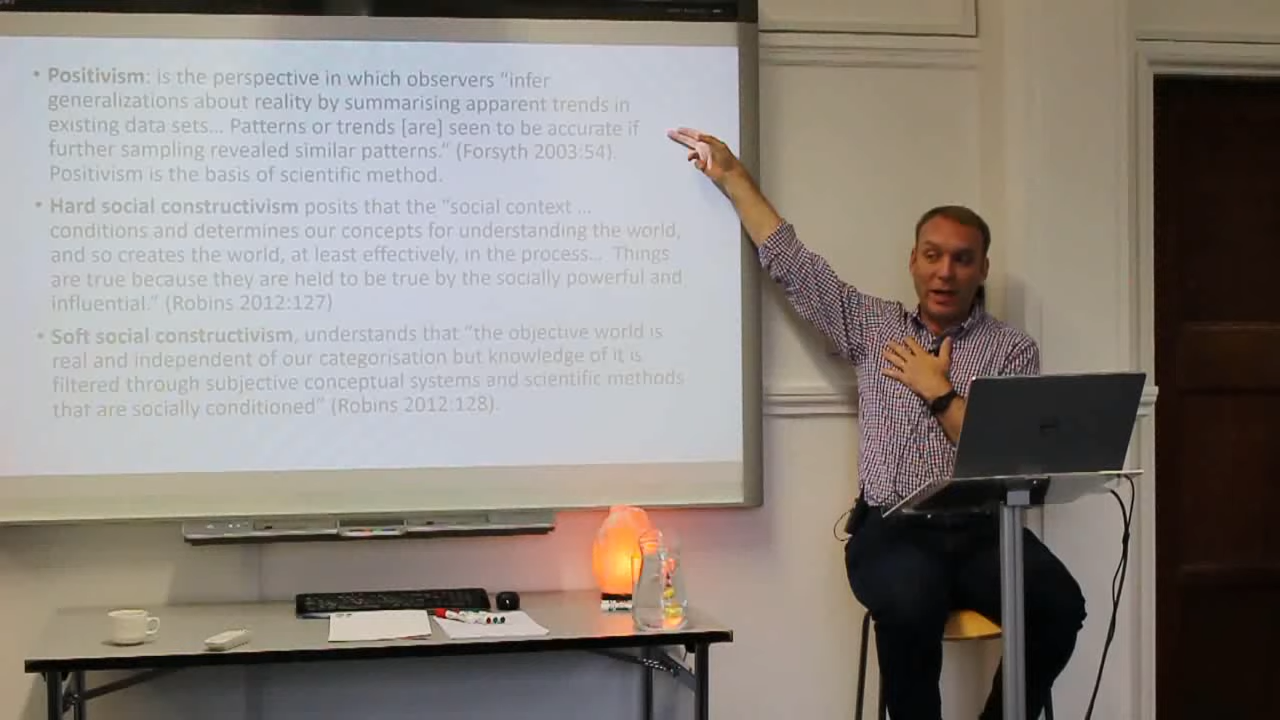 • Positivism: is the perspective in which observers “infer
generalizations about reality by summarising apparent trends in
existing data sets... Patterns or trends [are] seen to be accurate if
further sampling revealed similar patterns.” (Forsyth 2003:54).
Positivism is the basis of scientific method.
• Hard social constructivism posits that the “social context ...
conditions and determines our concepts for understanding the world,
and so creates the world, at least effectively, in the process... Things
are true because they are held to be true by the socially powerful and
influential.” (Robins 2012:127)
• Soft social constructivism, understands that “the objective world is
real and independent of our categorisation but knowledge of it is
filtered through subjective conceptual systems and scientific methods
that are socially conditioned” (Robins 2012:128).